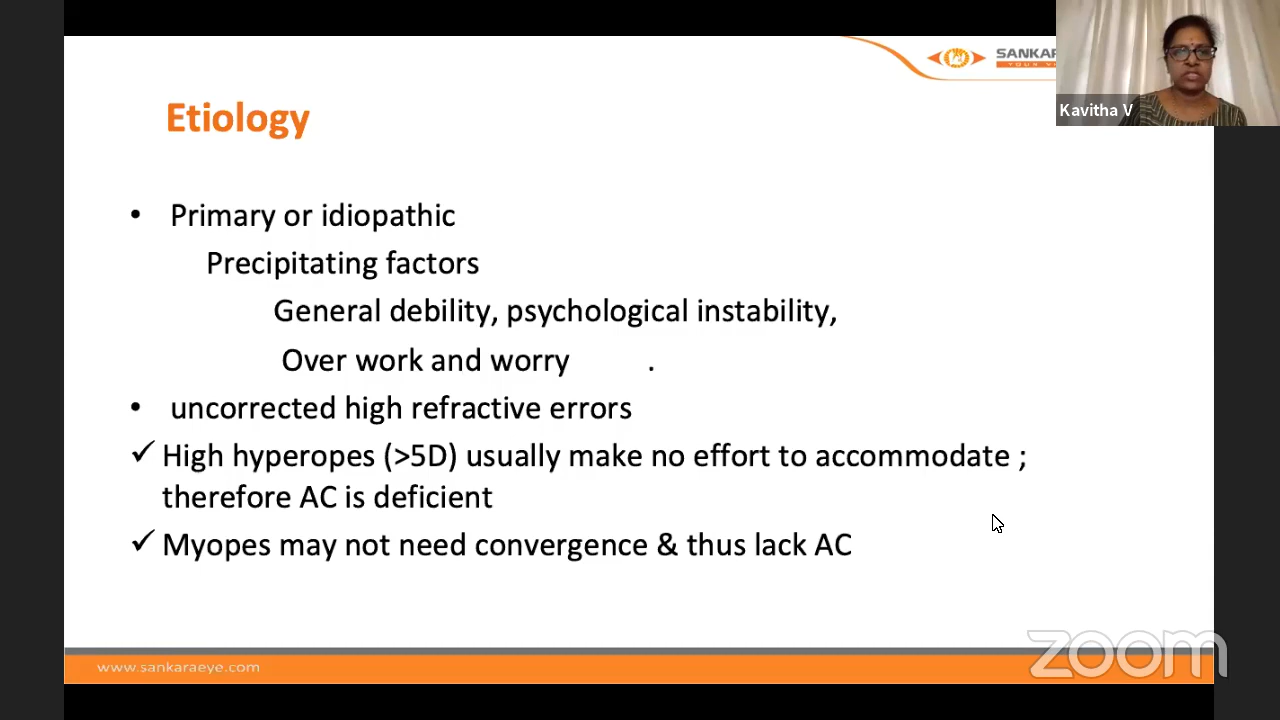 SANKAR
Kavitha V
Etiology
• Primary or idiopathic
Precipitating factors
General debility, psychological instability,
Over work and worry .
• uncorrected high refractive errors
✓ High hyperopes (>5D) usually make no effort to accommodate ;
therefore AC is deficient
✓ Myopes may not need convergence & thus lack AC
zoom
www.sankaraeye.com